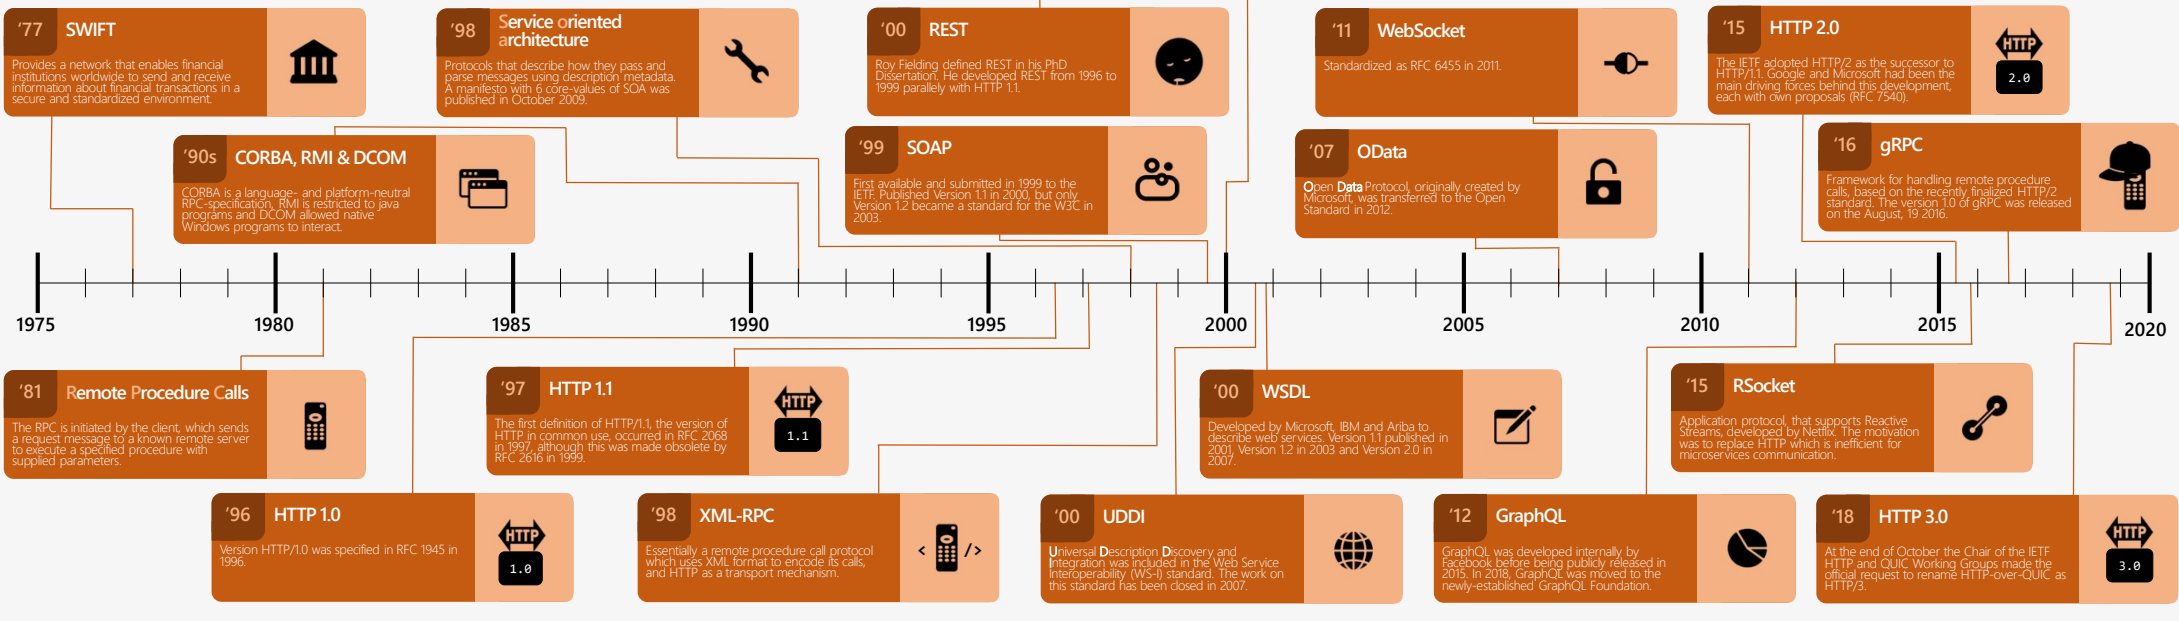 '77 SWIFT
Provides a network that enables financial
institutions worldwide to send and receive
information about financial transactions in a
secure and standardized environment.
'98 Service oriented
architecture
Protocols that describe how they pass and
parse messages using description metadata.
A manifesto with 6 core-values of SOA was
published in October 2009.
'00 REST
Roy Fielding defined REST in his PhD
Dissertation. He developed REST from 1996 to
1999 parallely with HTTP 1.1.
'11 WebSocket
Standardized as RFC 6455 in 2011.
'15 HTTP 2.0
The IETF adopted HTTP/2 as the successor to
HTTP/1.1. Google and Microsoft had been the
main driving forces behind this development,
each with own proposals (RFC 7540).
HTTP
2.0
'90s CORBA, RMI & DCOM
CORBA is a language- and platform-neutral
RPC-specification, RMI is restricted to java
programs and DCOM allowed native
Windows programs to interact.
'99 SOAP
First available and submitted in 1999 to the
IETF. Published Version 1.1 in 2000, but only
Version 1.2 became a standard for the W3C in
2003.
'07 OData
Open Data Protocol, originally created by
Microsoft, was transferred to the Open
Standard in 2012.
'16 gRPC
Framework for handling remote procedure
calls, based on the recently finalized HTTP/2
standard. The version 1.0 of gRPC was released
on the August, 19 2016.
1975 1980 1985 1990 1995 2000 2005 2010 2015 2020
'81 Remote Procedure Calls
The RPC is initiated by the client, which sends
a request message to a known remote server
to execute a specified procedure with
supplied parameters.
'97 HTTP 1.1
The first definition of HTTP/1.1, the version of
HTTP in common use, occurred in RFC 2068
in 1997, although this was made obsolete by
RFC 2616 in 1999.
HTTP
1.1
'00 WSDL
Developed by Microsoft, IBM and Ariba to
describe web services. Version 1.1 published in
2001, Version 1.2 in 2003 and Version 2.0 in
2007.
'15 RSocket
Application protocol, that supports Reactive
Streams, developed by Netflix. The motivation
was to replace HTTP which is inefficient for
microservices communication.
'96 HTTP 1.0
Version HTTP/1.0 was specified in RFC 1945 in
1996.
HTTP
1.0
'98 XML-RPC
Essentially a remote procedure call protocol
which uses XML format to encode its calls,
and HTTP as a transport mechanism.
< />
'00 UDDI
Universal Description Discovery and
Integration was included in the Web Service
Interoperability (WS-I) standard. The work on
this standard has been closed in 2007.
'12 GraphQL
GraphQL was developed internally by
Facebook before being publicly released in
2015. In 2018, GraphQL was moved to the
newly-established GraphQL Foundation.
'18 HTTP 3.0
At the end of October the Chair of the IETF
HTTP and QUIC Working Groups made the
official request to rename HTTP-over-QUIC as
HTTP/3.
HTTP
3.0